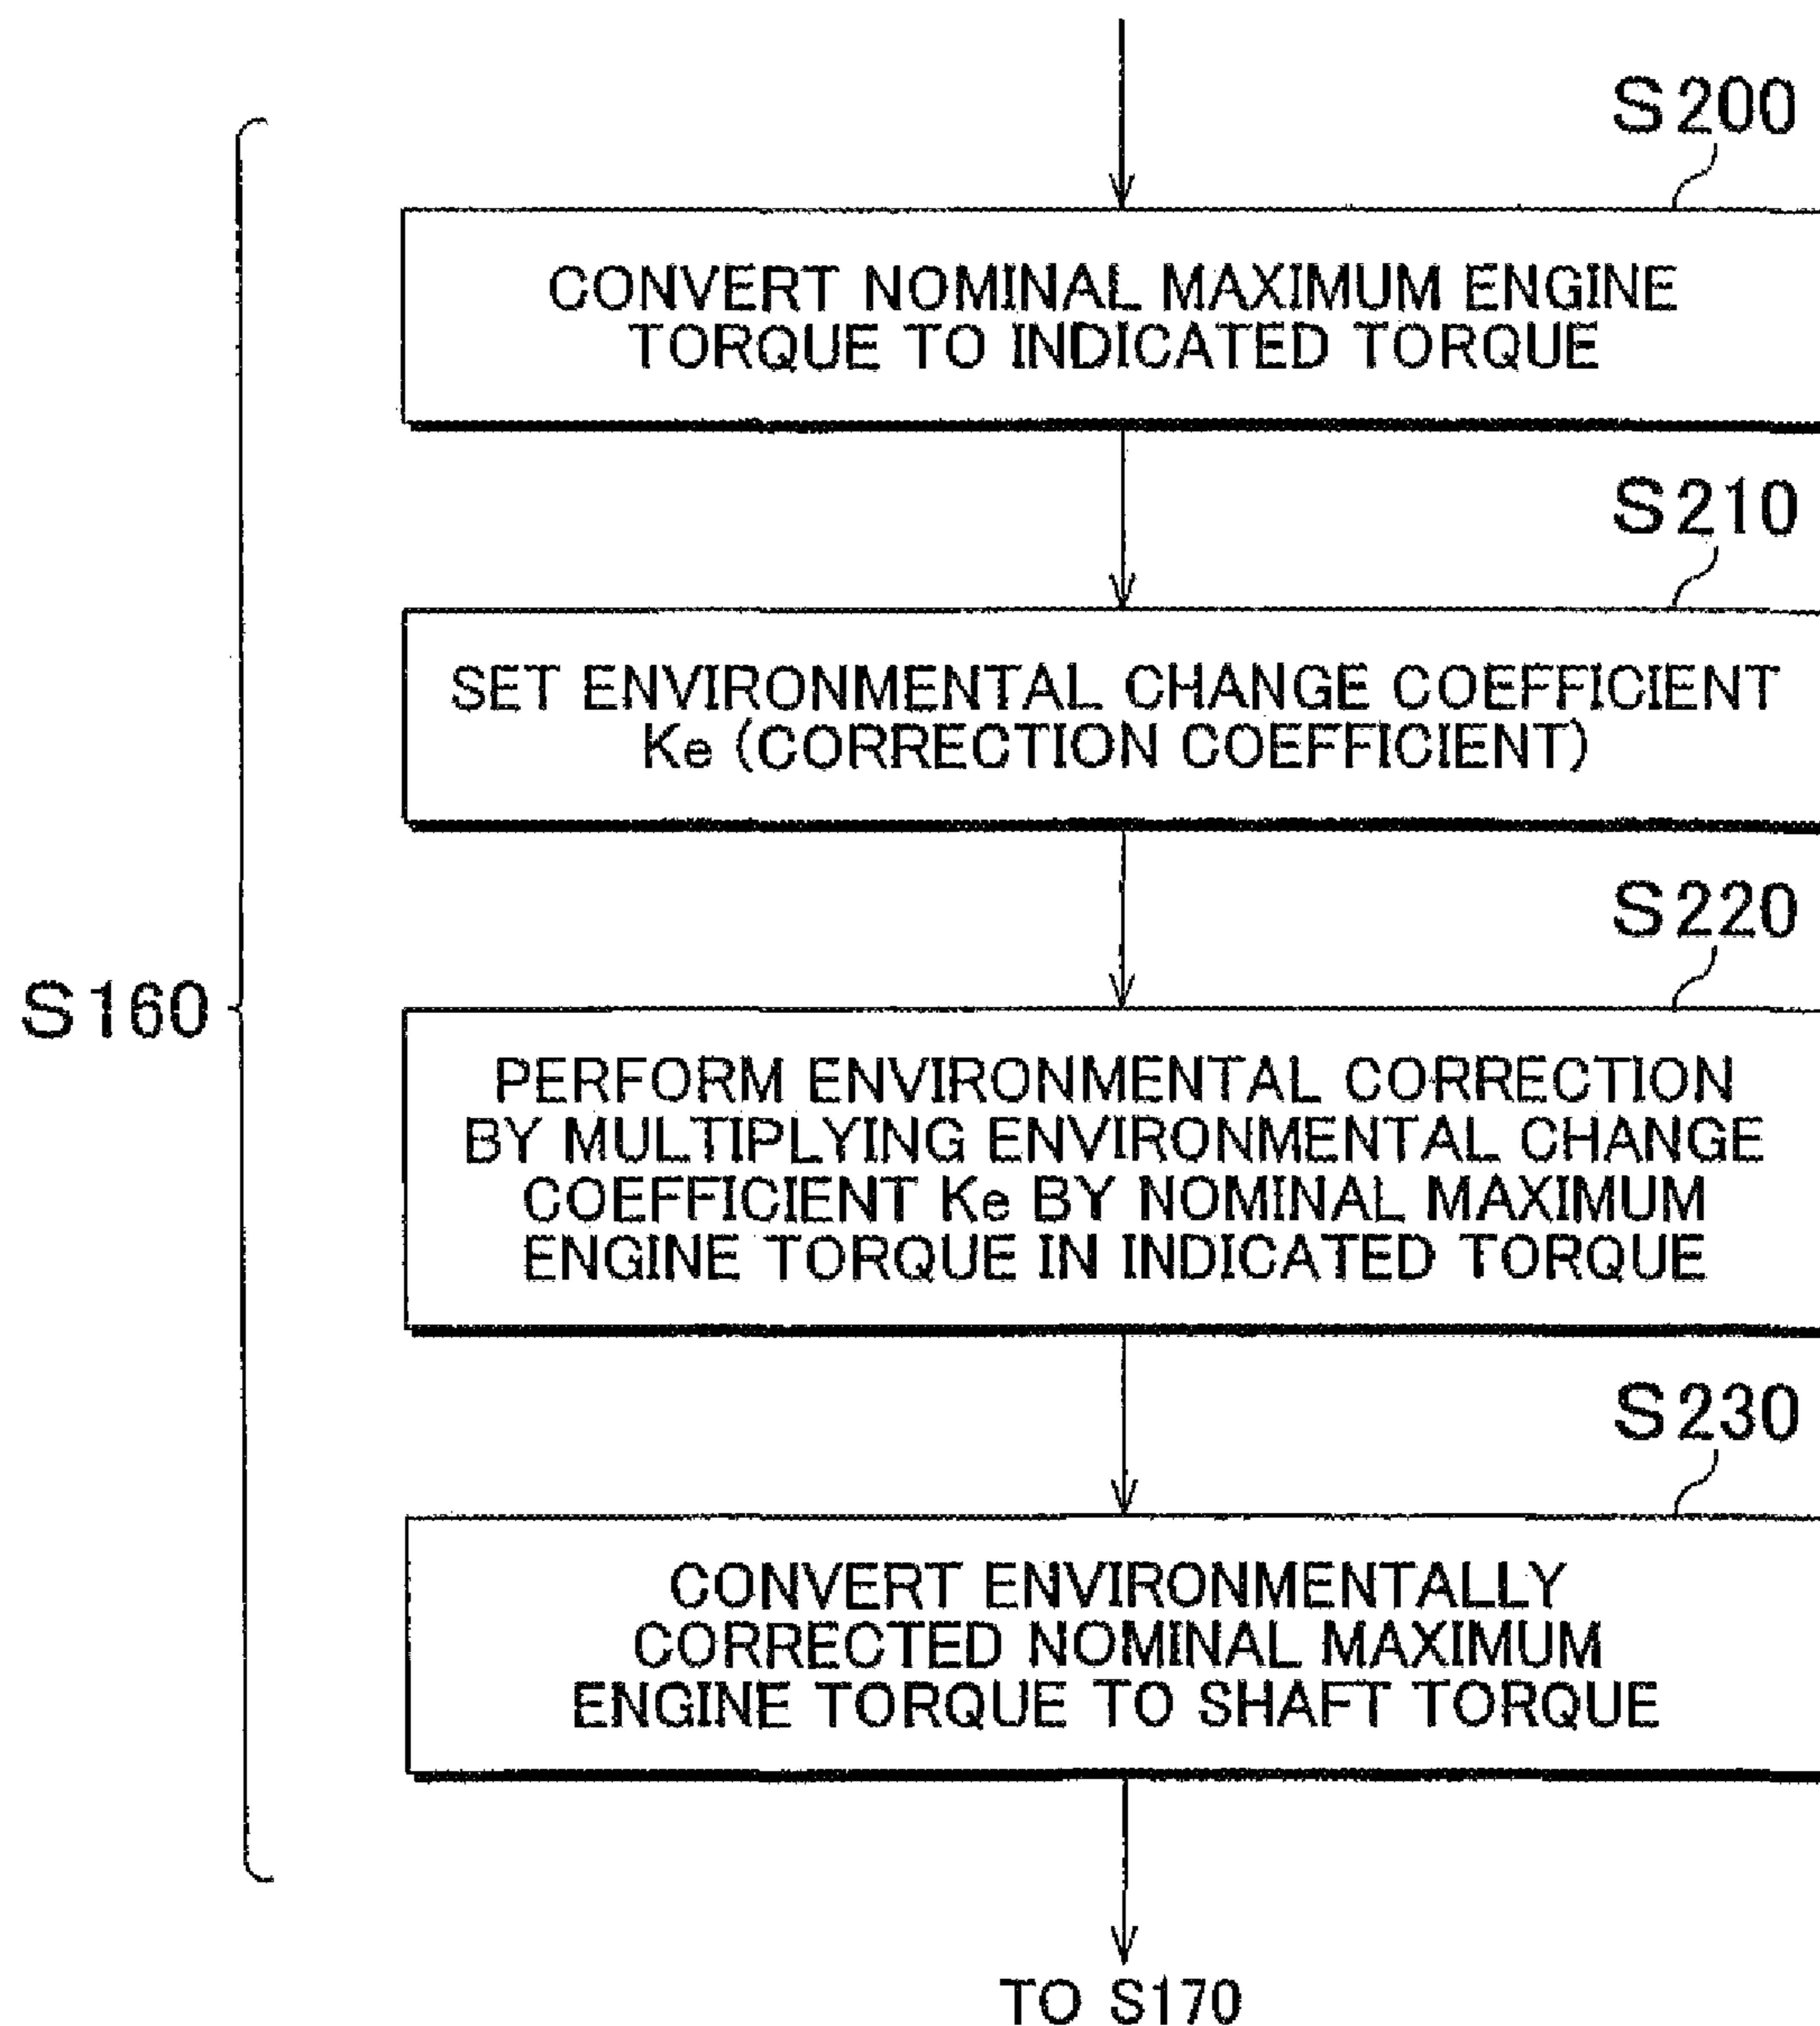 S200
CONVERT NOMINAL MAXIMUM ENGINE
TORQUE TO INDICATED TORQUE
S210
SET ENVIRONMENTAL CHANGE COEFFICIENT
Ke (CORRECTION COEFFICIENT)
S220
S160
PERFORM ENVIRONMENTAL CORRECTION
BY MULTIPLYING ENVIRONMENTAL CHANGE
COEFFICIENT Ke BY NOMINAL MAXIMUM
ENGINE TORQUE IN INDICATED TORQUE
S230
CONVERT ENVIRONMENTALLY
CORRECTED NOMINAL MAXIMUM
ENGINE TORQUE TO SHAFT TORQUE
TO S170